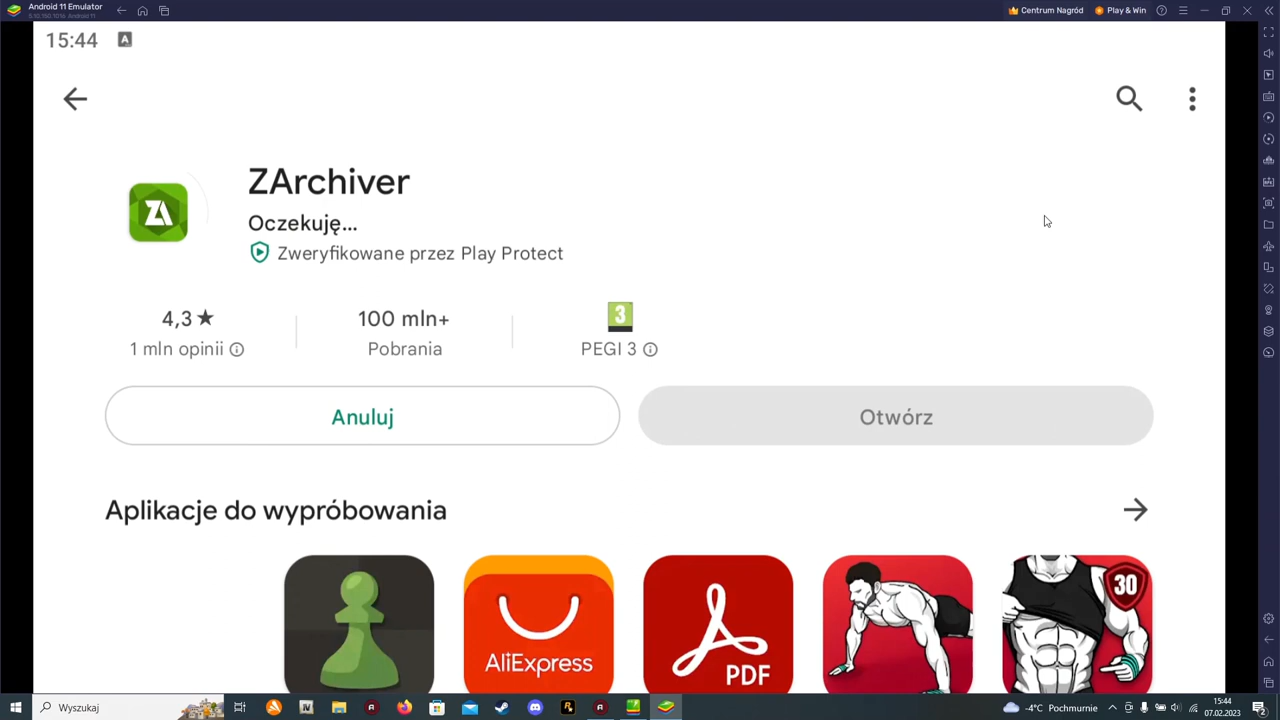 Android 11 Emulator
Centrum Nagród
Play & Win
15:44
A
ZArchiver
ZA
Oczekuję...
Zweryfikowane przez Play Protect
4,3★
100 mln+
3
1 mln opinii
Pobrania
PEGI 3
Anuluj
Otwórz
Aplikacje do wypróbowania
AliExpress
PDF
30
Wyszukaj
-4°C Pochmurnie
15:44
07.02.2023
2